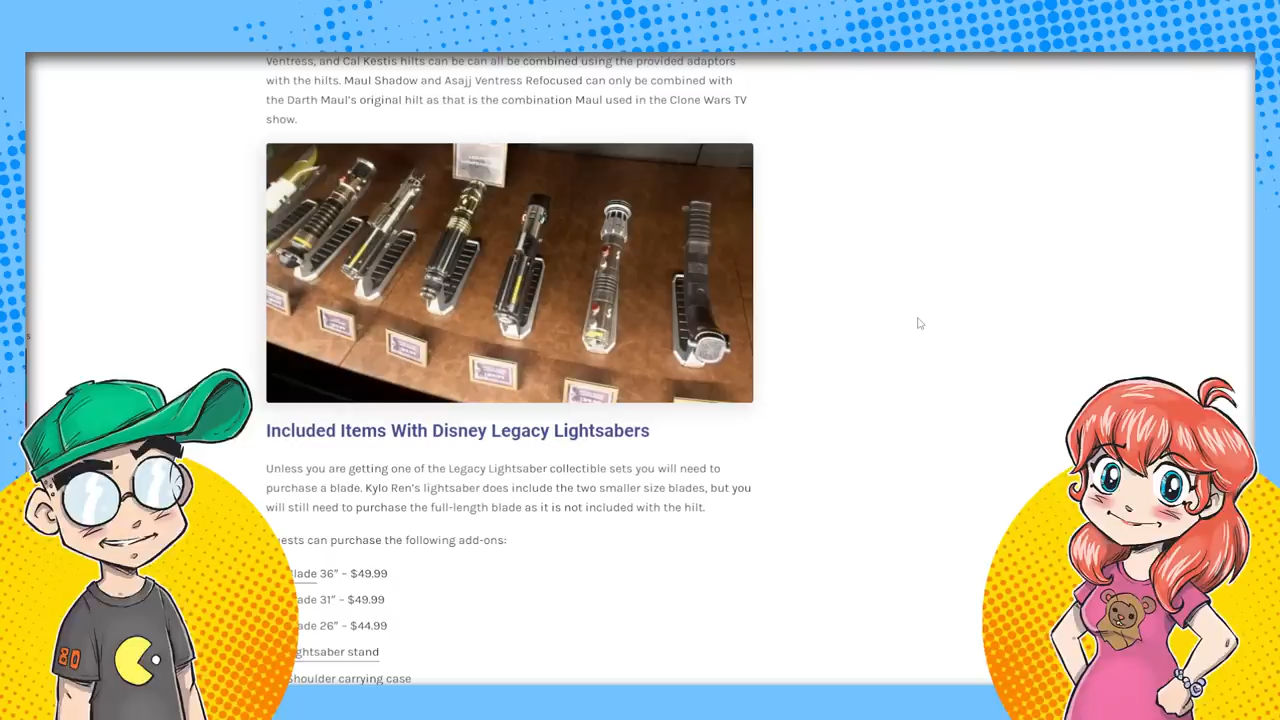 Ventress, and Cal Kestis hilts can be can all be combined using the provided adaptors
with the hilts. Maul Shadow and Asajj Ventress Refocused can only be combined with
the Darth Maul's original hilt as that is the combination Maul used in the Clone Wars TV
show.
Included Items With Disney Legacy Lightsabers
Unless you are getting one of the Legacy Lightsaber collectible sets you will need to
purchase a blade. Kylo Ren's lightsaber does include the two smaller size blades, but you
will still need to purchase the full-length blade as it is not included with the hilt.
ests can purchase the following add-ons:
lade 36" – $49.99
ade 31" – $49.99
ade 26" – $44.99
ghtsaber stand
Shoulder carrying case
80